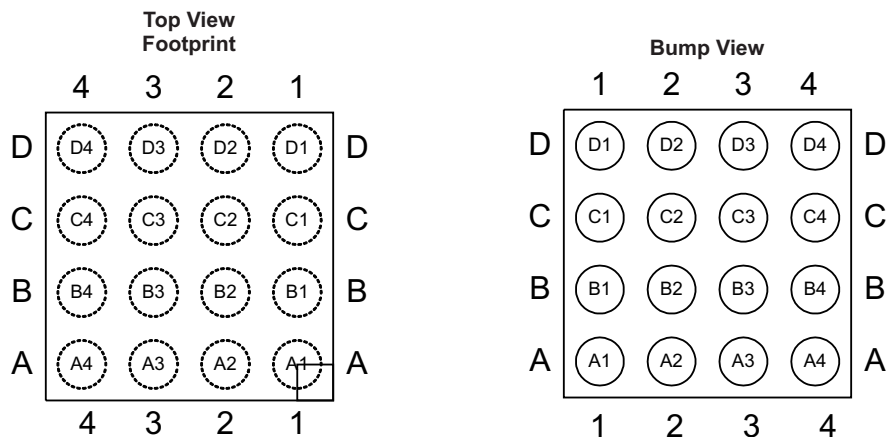 Top View
Footprint
4 3 2 1
D D4 D3 D2 D1 D
C C4 C3 C2 C1 C
B B4 B3 B2 B1 B
A A4 A3 A2 A1 A
4 3 2 1
Bump View
1 2 3 4
D D1 D2 D3 D4 D
C C1 C2 C3 C4 C
B B1 B2 B3 B4 B
A A1 A2 A3 A4 A
1 2 3 4